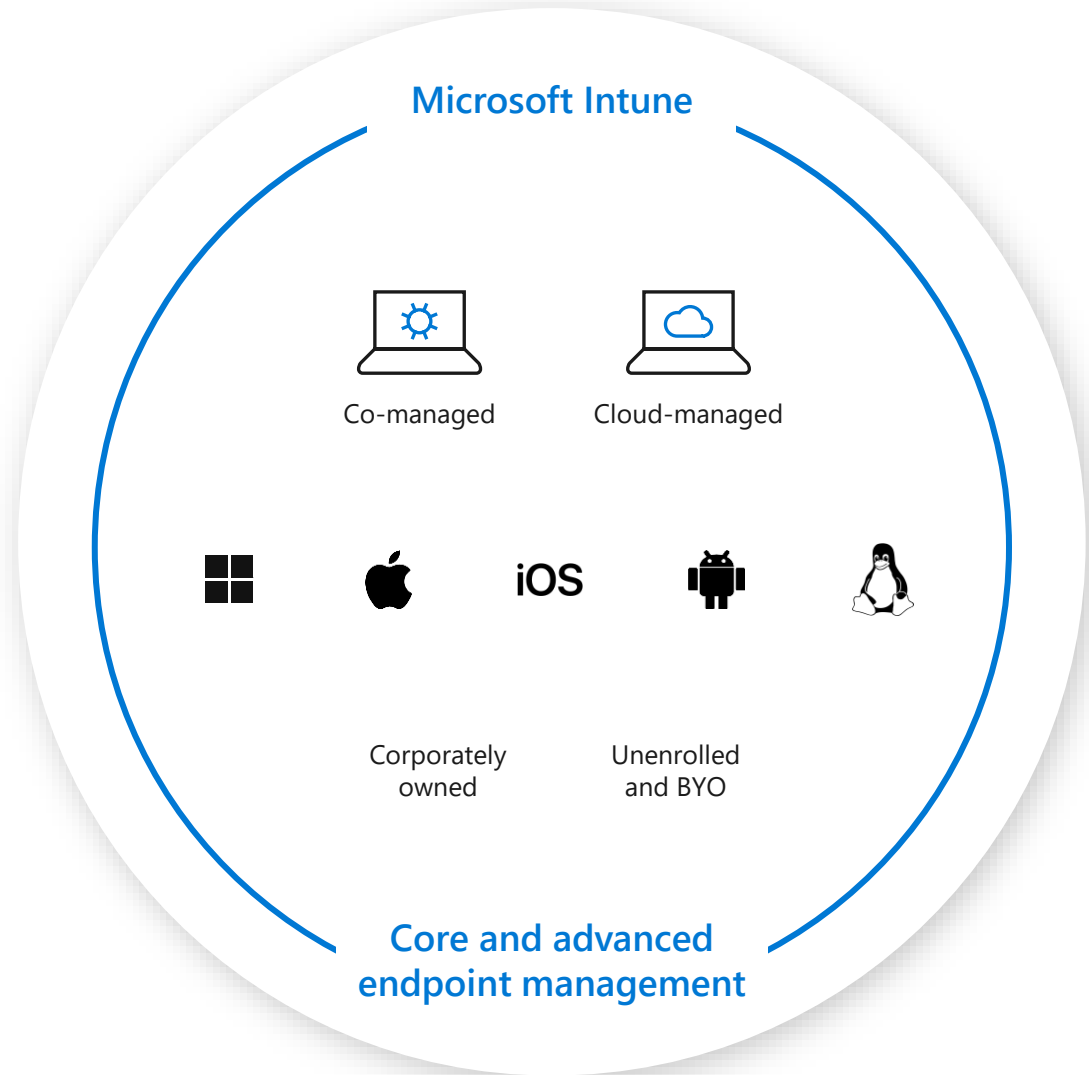 Microsoft Intune
Co-managed
Cloud-managed
iOS
Corporately
owned
Unenrolled
and BYO
Core and advanced
endpoint management